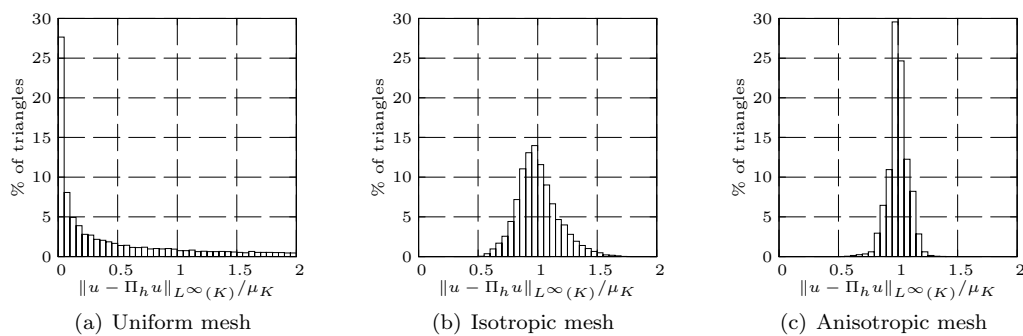 30
25
20
15
10
5
0
% of triangles
0 0.5 1 1.5 2
‖u − Π_h u‖_{L^∞(K)}/μ_K
(a) Uniform mesh
30
25
20
15
10
5
0
% of triangles
0 0.5 1 1.5 2
‖u − Π_h u‖_{L^∞(K)}/μ_K
(b) Isotropic mesh
30
25
20
15
10
5
0
% of triangles
0 0.5 1 1.5 2
‖u − Π_h u‖_{L^∞(K)}/μ_K
(c) Anisotropic mesh